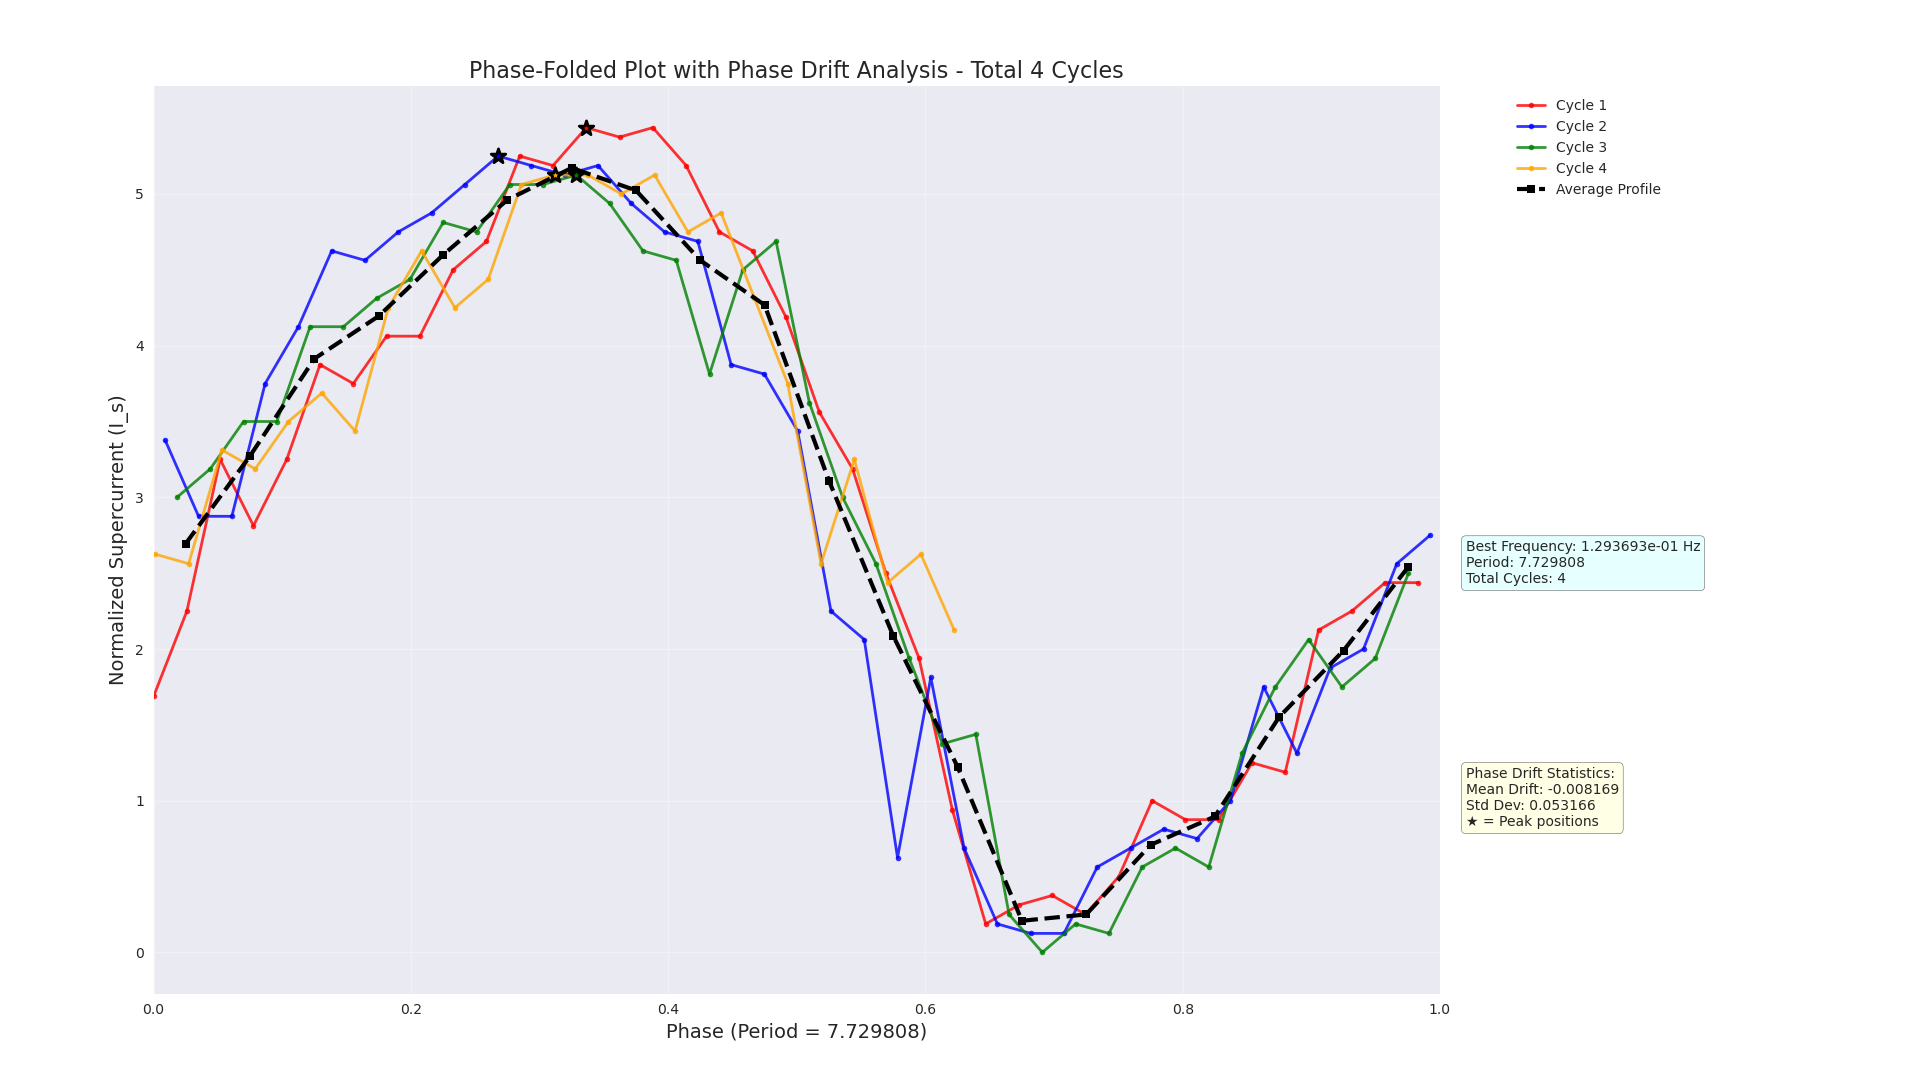 Phase-Folded Plot with Phase Drift Analysis - Total 4 Cycles
Cycle 1
Cycle 2
Cycle 3
Cycle 4
Average Profile
Normalized Supercurrent (I_s)
5
4
3
2
1
0
Best Frequency: 1.293693e-01 Hz
Period: 7.729808
Total Cycles: 4
Phase Drift Statistics:
Mean Drift: -0.008169
Std Dev: 0.053166
★ = Peak positions
0.0 0.2 0.4 0.6 0.8 1.0
Phase (Period = 7.729808)